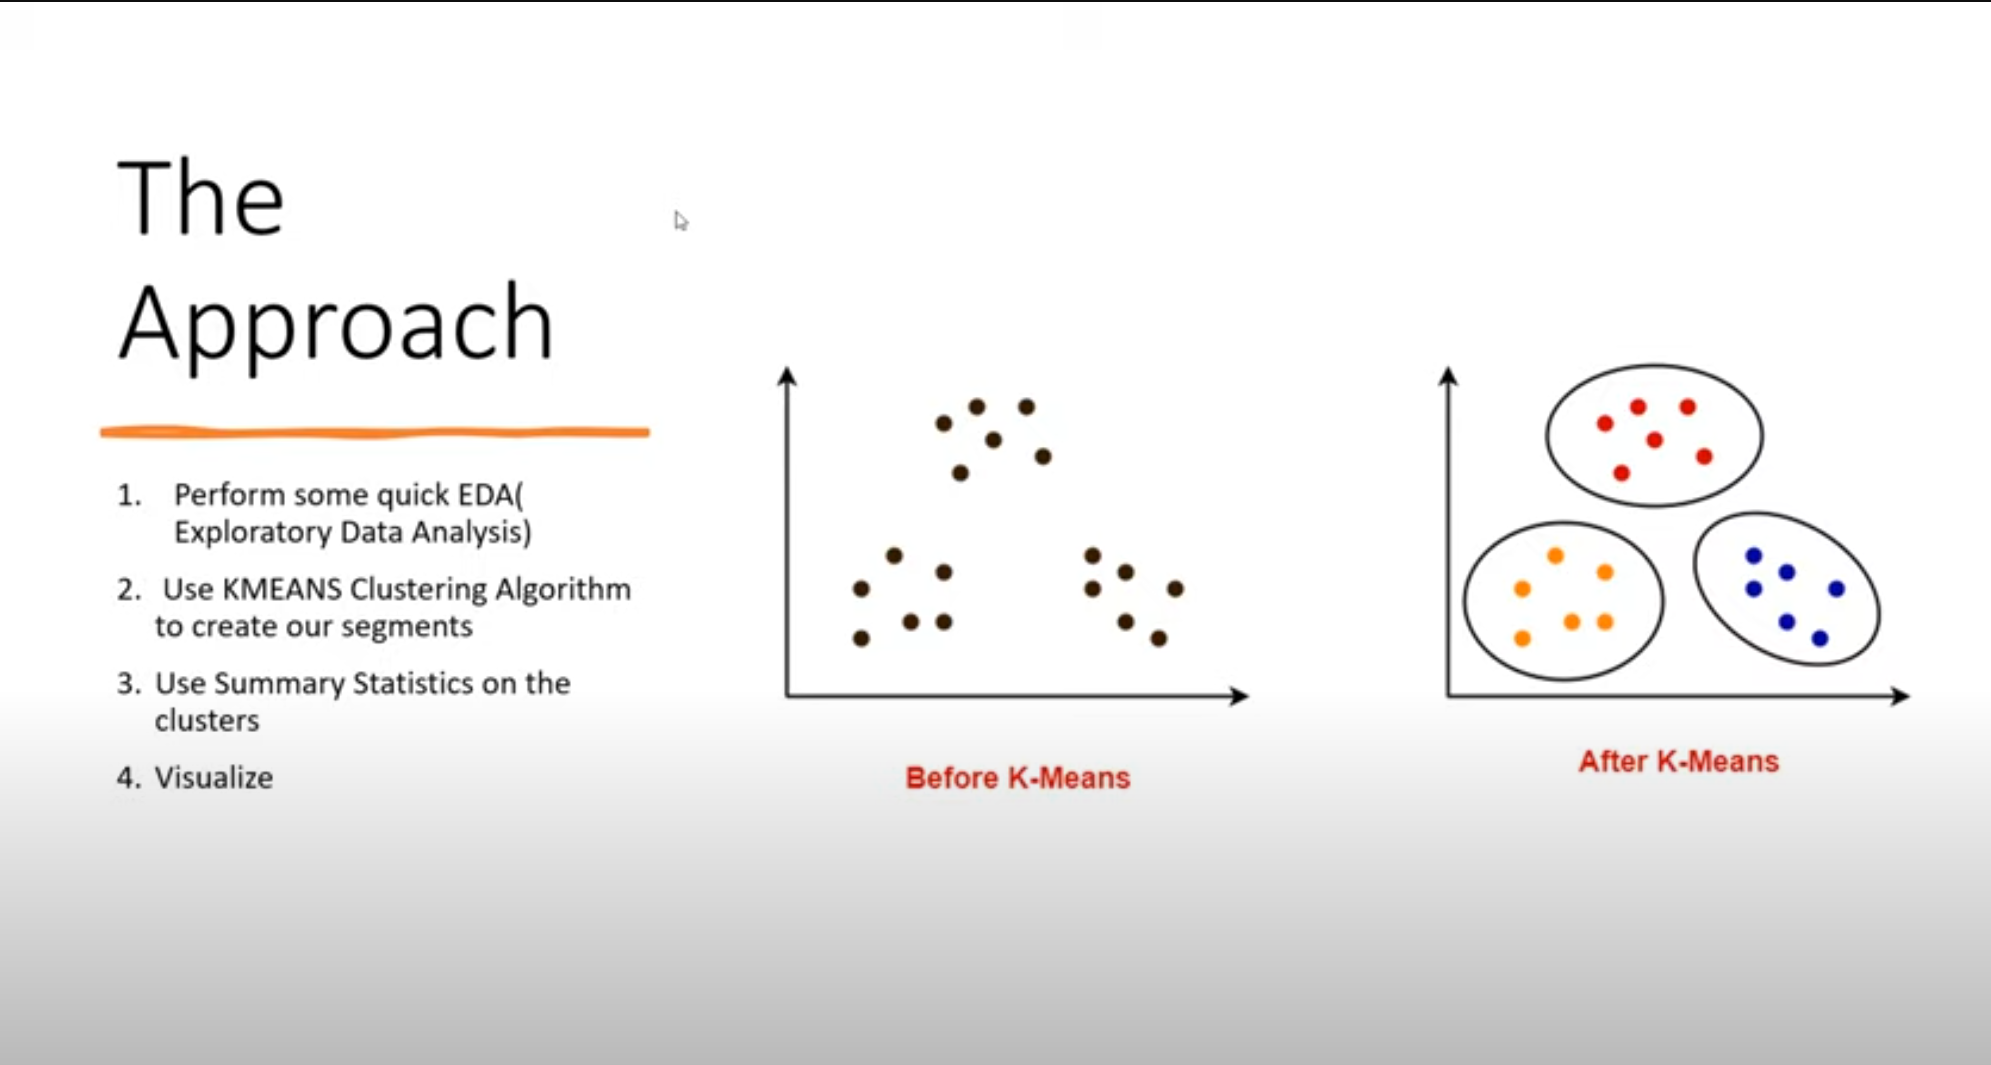 The
Approach
1. Perform some quick EDA(
Exploratory Data Analysis)
2. Use KMEANS Clustering Algorithm
to create our segments
3. Use Summary Statistics on the
clusters
4. Visualize
Before K-Means
After K-Means